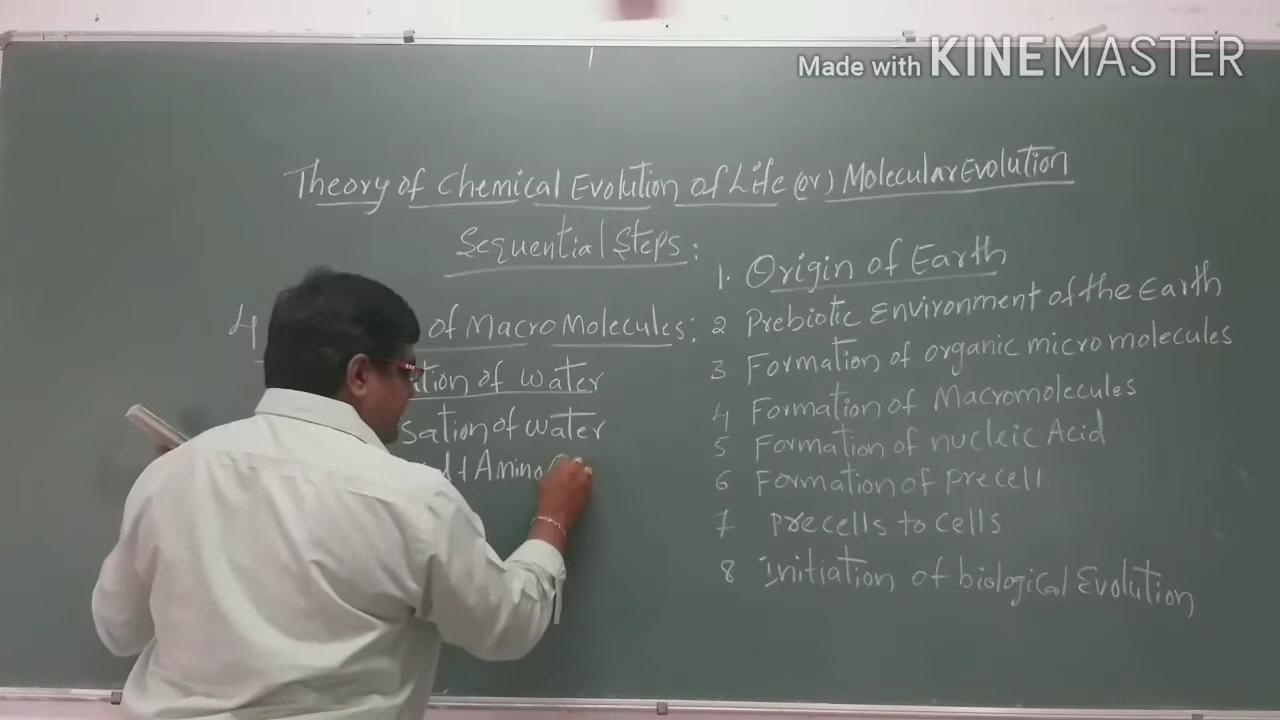 Made with KINEMASTER
Theory of Chemical Evolution of Life (or) Molecular Evolution
Sequential Steps:
4 of Macro Molecules;
tion of water
sation of water
d + Amino
1. Origin of Earth
2 Prebiotic Environment of the Earth
3 Formation of organic micro molecules
4 Formation of Macromolecules
5 Formation of nucleic Acid
6 Formation of precell
7 precells to cells
8 Initiation of biological Evolution